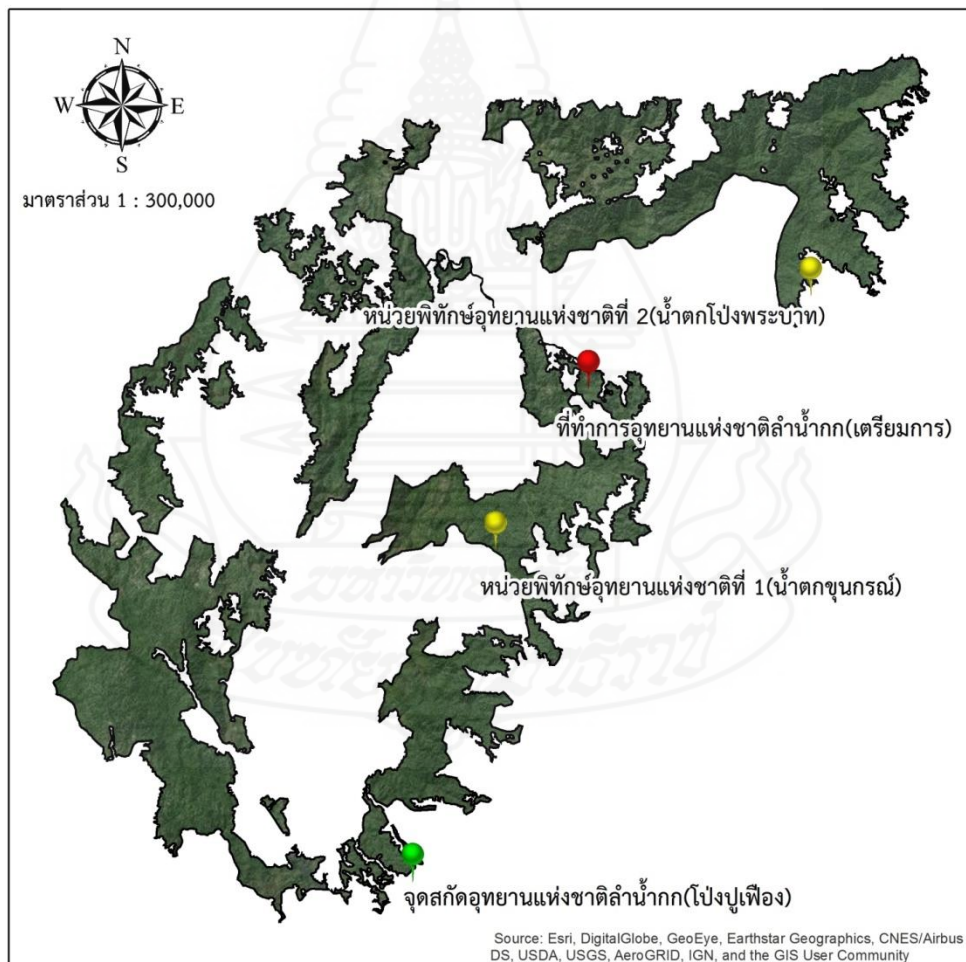 N
W E
S
มาตราส่วน 1 : 300,000
หน่วยพิทักษ์อุทยานแห่งชาติที่ 2(น้ำตกโป่งพระบาท)
ที่ทำการอุทยานแห่งชาติลำน้ำกก(เตรียมการ)
หน่วยพิทักษ์อุทยานแห่งชาติที่ 1(น้ำตกขุนกรณ์)
จุดสกัดอุทยานแห่งชาติลำน้ำกก(โป่งปูเฟือง)
Source: Esri, DigitalGlobe, GeoEye, Earthstar Geographics, CNES/Airbus
DS, USDA, USGS, AeroGRID, IGN, and the GIS User Community